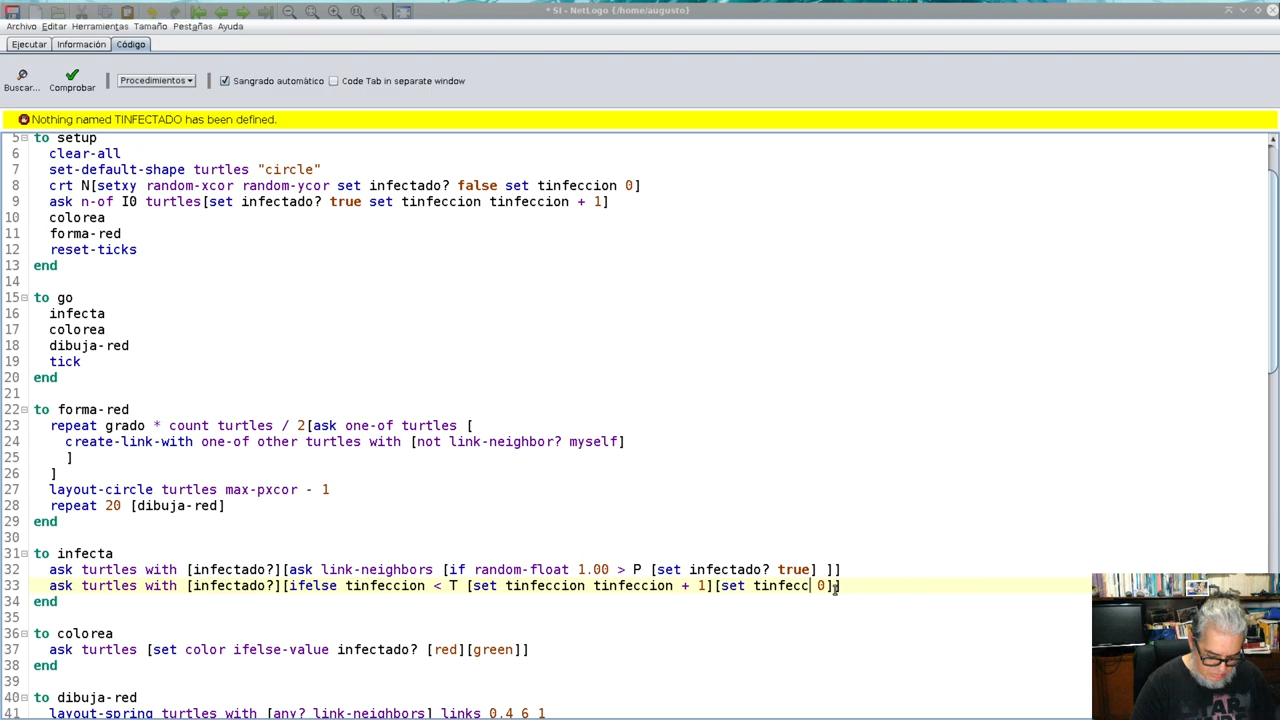 * SI - NetLogo {/home/augusto}
Archivo Editar Herramientas Tamaño Pestañas Ayuda
Ejecutar Información Código
Buscar... Comprobar Procedimientos Sangrado automático Code Tab in separate window
Nothing named TINFECTADO has been defined.
5 to setup
6 clear-all
7 set-default-shape turtles "circle"
8 crt N[setxy random-xcor random-ycor set infectado? false set tinfeccion 0]
9 ask n-of I0 turtles[set infectado? true set tinfeccion tinfeccion + 1]
10 colorea
11 forma-red
12 reset-ticks
13 end
14
15 to go
16 infecta
17 colorea
18 dibuja-red
19 tick
20 end
21
22 to forma-red
23 repeat grado * count turtles / 2[ask one-of turtles [
24 create-link-with one-of other turtles with [not link-neighbor? myself]
25 ]
26 ]
27 layout-circle turtles max-pxcor - 1
28 repeat 20 [dibuja-red]
29 end
30
31 to infecta
32 ask turtles with [infectado?][ask link-neighbors [if random-float 1.00 > P [set infectado? true] ]]
33 ask turtles with [infectado?][ifelse tinfeccion < T [set tinfeccion tinfeccion + 1][set tinfecc 0]]
34 end
35
36 to colorea
37 ask turtles [set color ifelse-value infectado? [red][green]]
38 end
39
40 to dibuja-red
41 layout-spring turtles with [any? link-neighbors] links 0.4 6 1